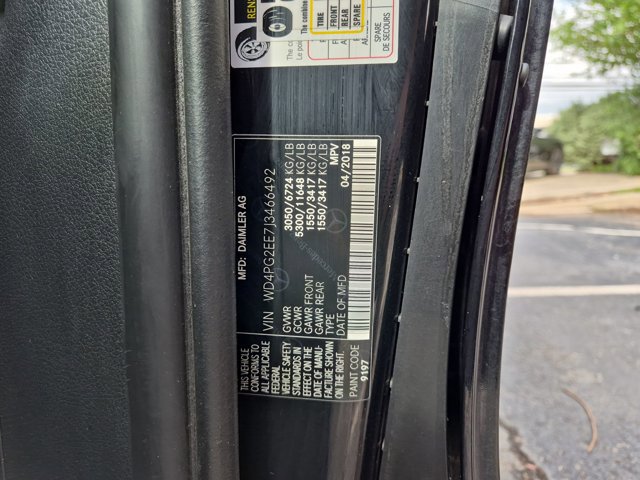 TIRE
FRONT
REAR
SPARE
SPARE
DE SECOURS
MFD: DAIMLER AG
VIN WD4PG2EE7J3466492
GVWR 3050/6724 KG/LB
GCWR 5300/11648 KG/LB
GAWR FRONT 1550/3417 KG/LB
GAWR REAR 1550/3417 KG/LB
TYPE MPV
DATE OF MFD 04/2018
THIS VEHICLE
CONFORMS TO
ALL APPLICABLE
FEDERAL
VEHICLE SAFETY
STANDARDS IN
EFFECT ON THE
DATE OF MANU-
FACTURE SHOWN
ON THE RIGHT.
PAINT CODE
9197